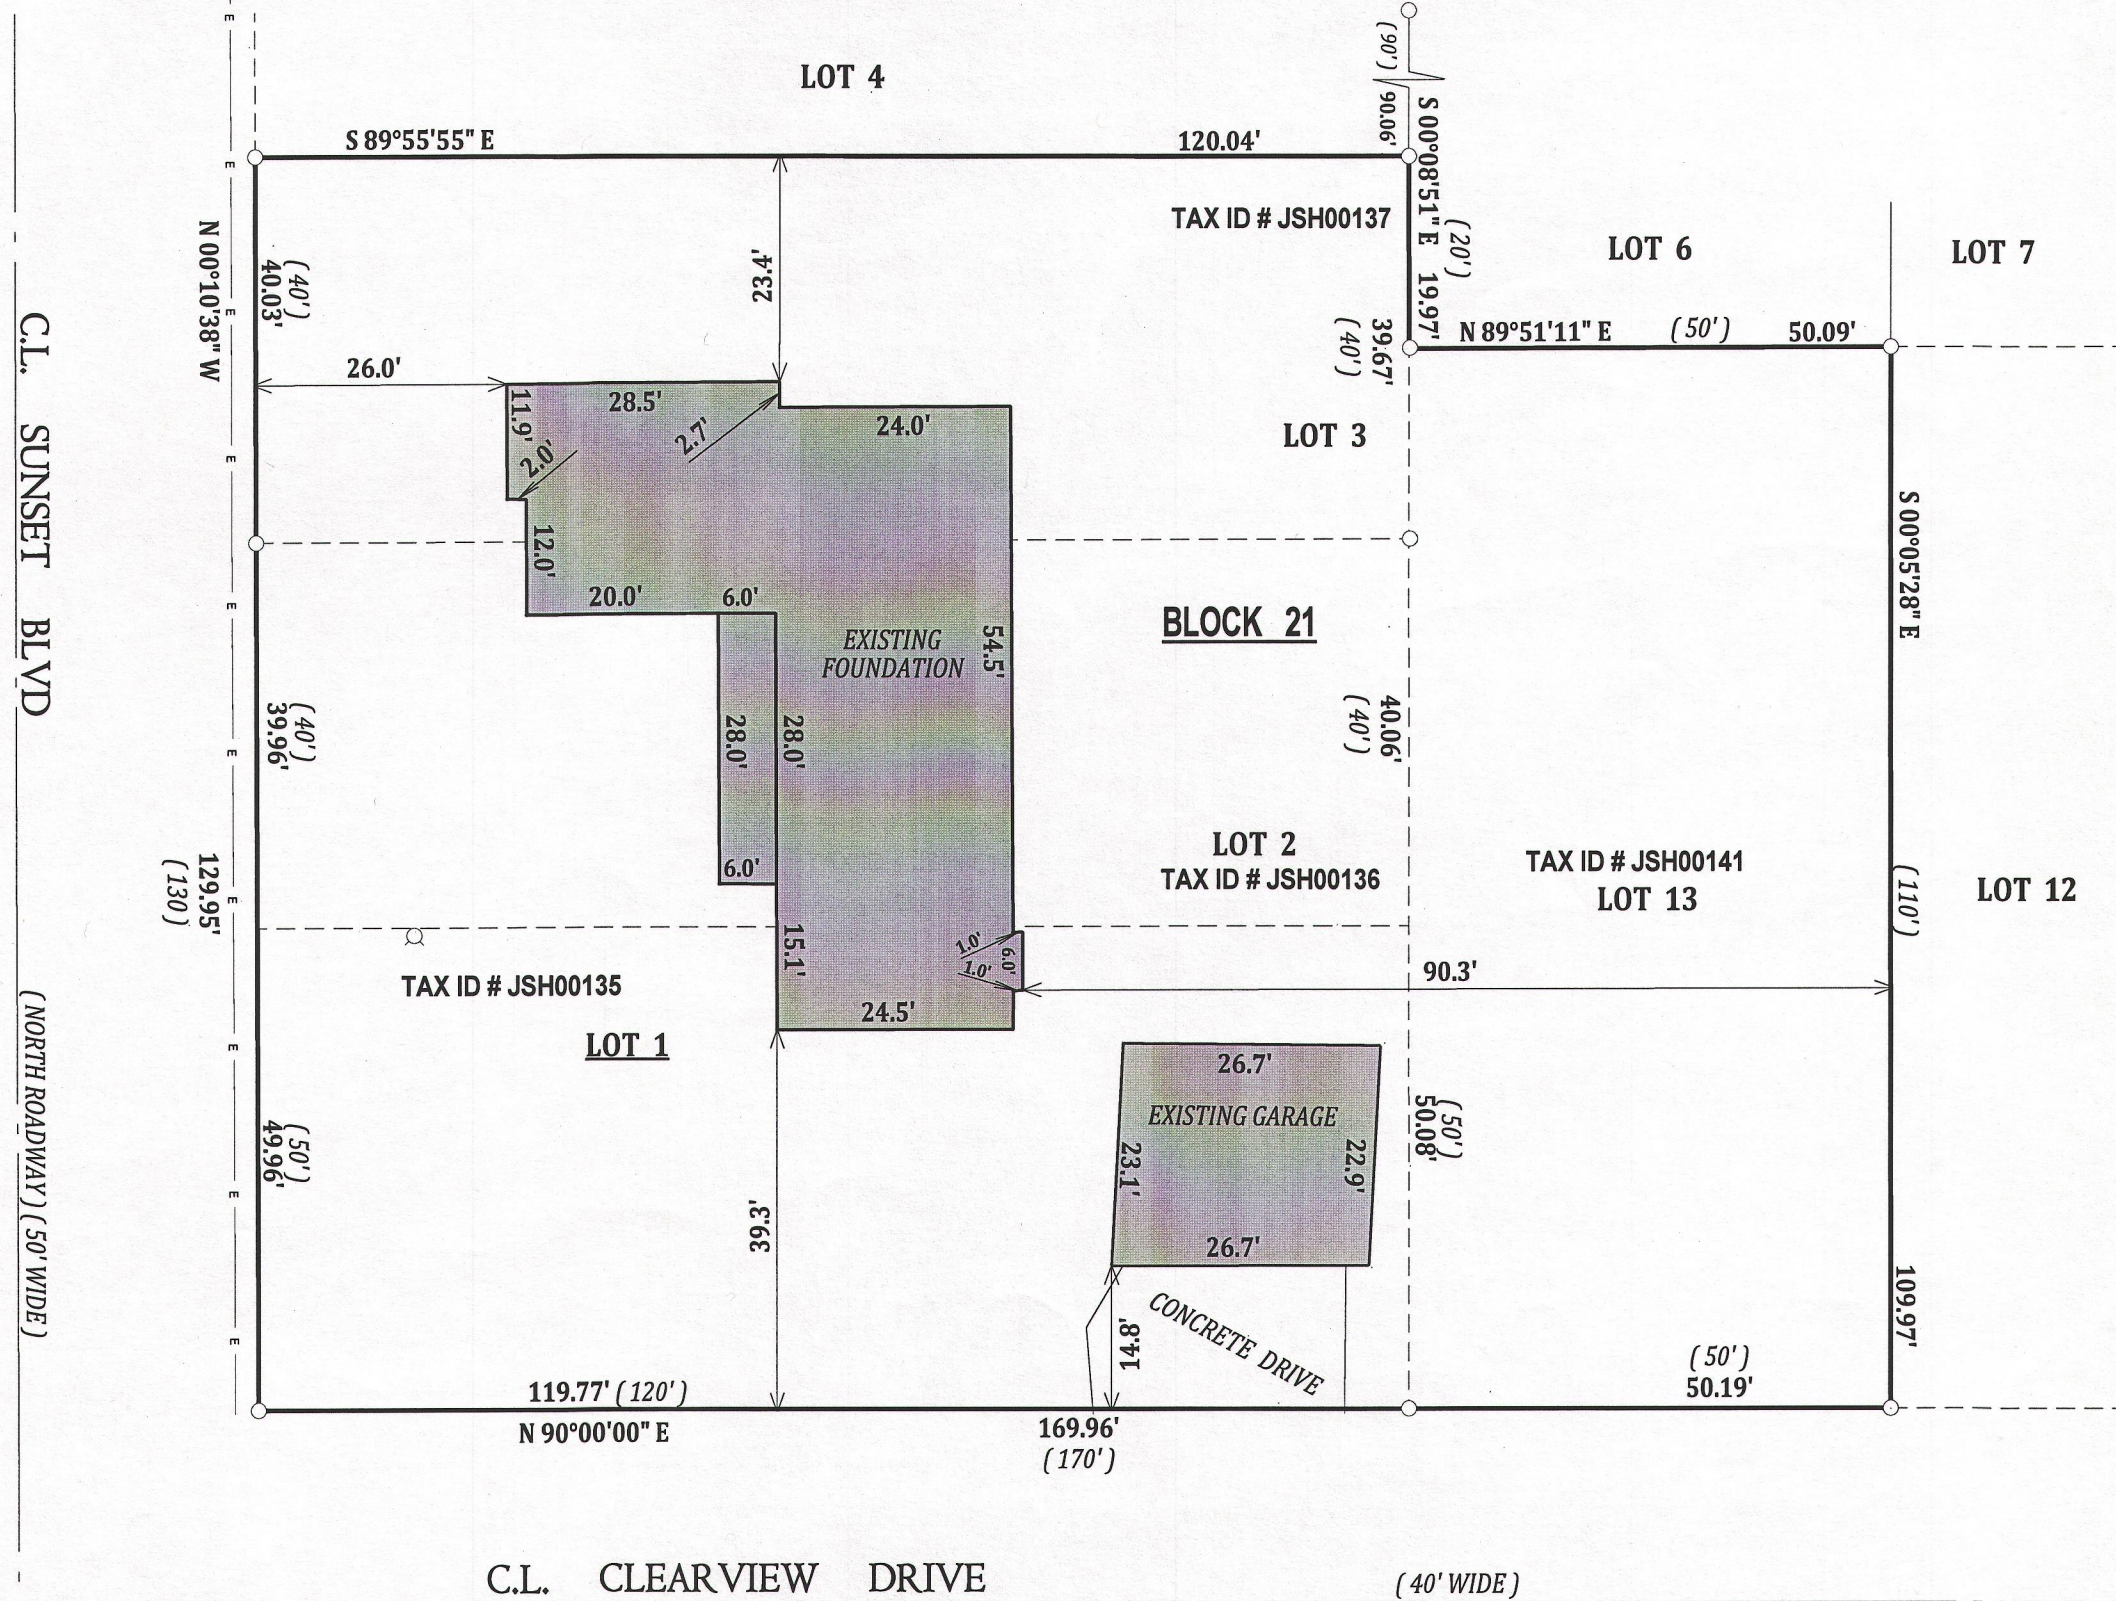 LOT 4
( 90' )
90.06'
S 89°55'55" E
120.04'
S 00°08'51" E 19.97'
( 20' )
TAX ID # JSH00137
LOT 6
LOT 7
N 00°10'38" W
( 40' )
40.03'
23.4'
39.67'
( 40' )
N 89°51'11" E ( 50' ) 50.09'
26.0'
28.5'
11.9'
2.0'
2.7'
24.0'
LOT 3
12.0'
20.0'
6.0'
EXISTING
FOUNDATION
54.5'
BLOCK 21
S 00°05'28" E
( 40' )
39.96'
28.0'
28.0'
6.0'
40.06'
( 40' )
LOT 2
TAX ID # JSH00136
TAX ID # JSH00141
LOT 13
( 110' )
LOT 12
129.95'
( 130 )
15.1'
1.0'
1.0'
6.0'
90.3'
TAX ID # JSH00135
LOT 1
24.5'
26.7'
EXISTING GARAGE
23.1'
22.9'
26.7'
( 50' )
50.08'
( 50' )
49.96'
39.3'
14.8'
CONCRETE DRIVE
109.97'
( 50' )
50.19'
119.77' ( 120' )
N 90°00'00" E
169.96'
( 170' )
C.L. SUNSET BLVD
( NORTH ROADWAY ) ( 50' WIDE )
E
E
E
E
E
E
E
E
E
E
C.L. CLEARVIEW DRIVE
( 40' WIDE )